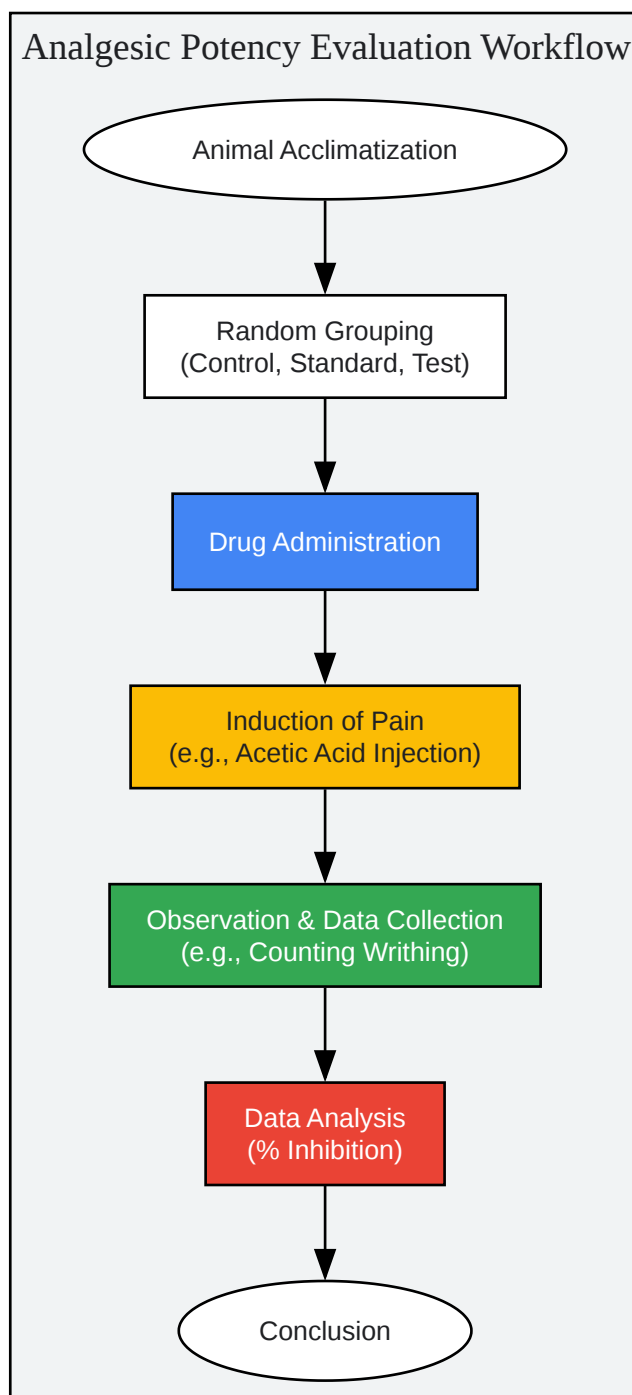 Analgesic Potency Evaluation Workflow
Animal Acclimatization
Random Grouping
(Control, Standard, Test)
Drug Administration
Induction of Pain
(e.g., Acetic Acid Injection)
Observation & Data Collection
(e.g., Counting Writhing)
Data Analysis
(% Inhibition)
Conclusion